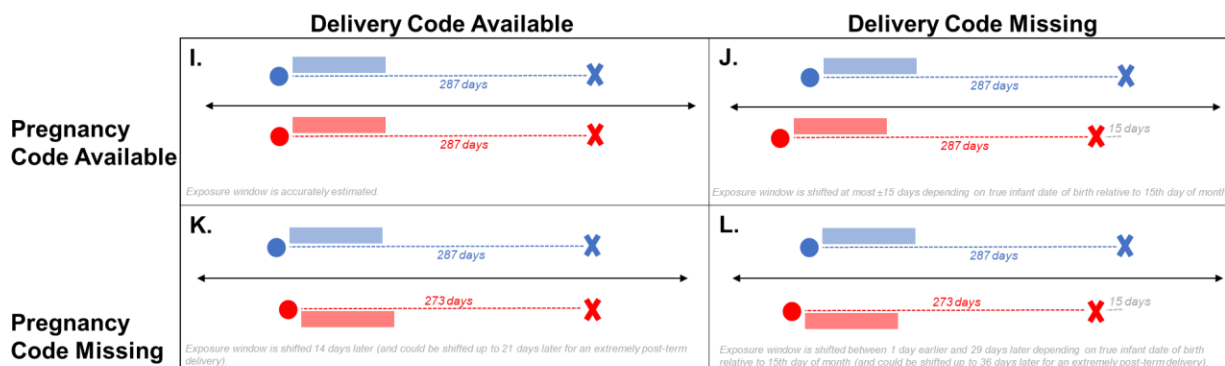 Delivery Code Available
Delivery Code Missing
Pregnancy
Code Available
I.
287 days
287 days
Exposure window is accurately estimated.
J.
287 days
287 days
15 days
Exposure window is shifted at most ±15 days depending on true infant date of birth relative to 15th day of month
Pregnancy
Code Missing
K.
287 days
273 days
Exposure window is shifted 14 days later (and could be shifted up to 21 days later for an extremely post-term
delivery).
L.
287 days
273 days
15 days
Exposure window is shifted between 1 day earlier and 29 days later depending on true infant date of birth
relative to 15th day of month (and could be shifted up to 36 days later for an extremely post-term delivery).